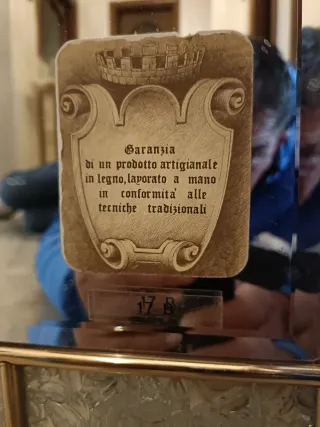 Garanzia
di un prodotto artigianale
in legno, lavorato a mano
in conformita' alle
tecniche tradizionali